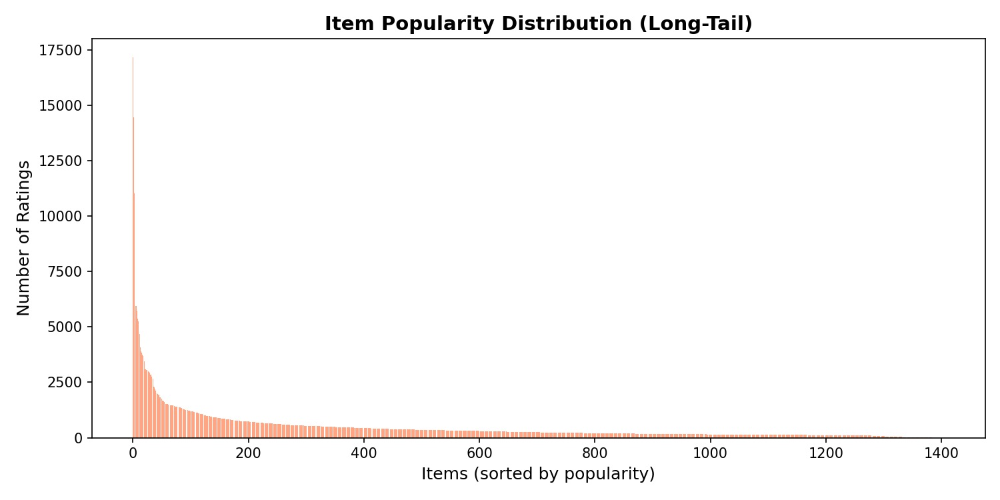 Item Popularity Distribution (Long-Tail)
17500
15000
12500
10000
7500
5000
2500
0
Number of Ratings
0 200 400 600 800 1000 1200 1400
Items (sorted by popularity)